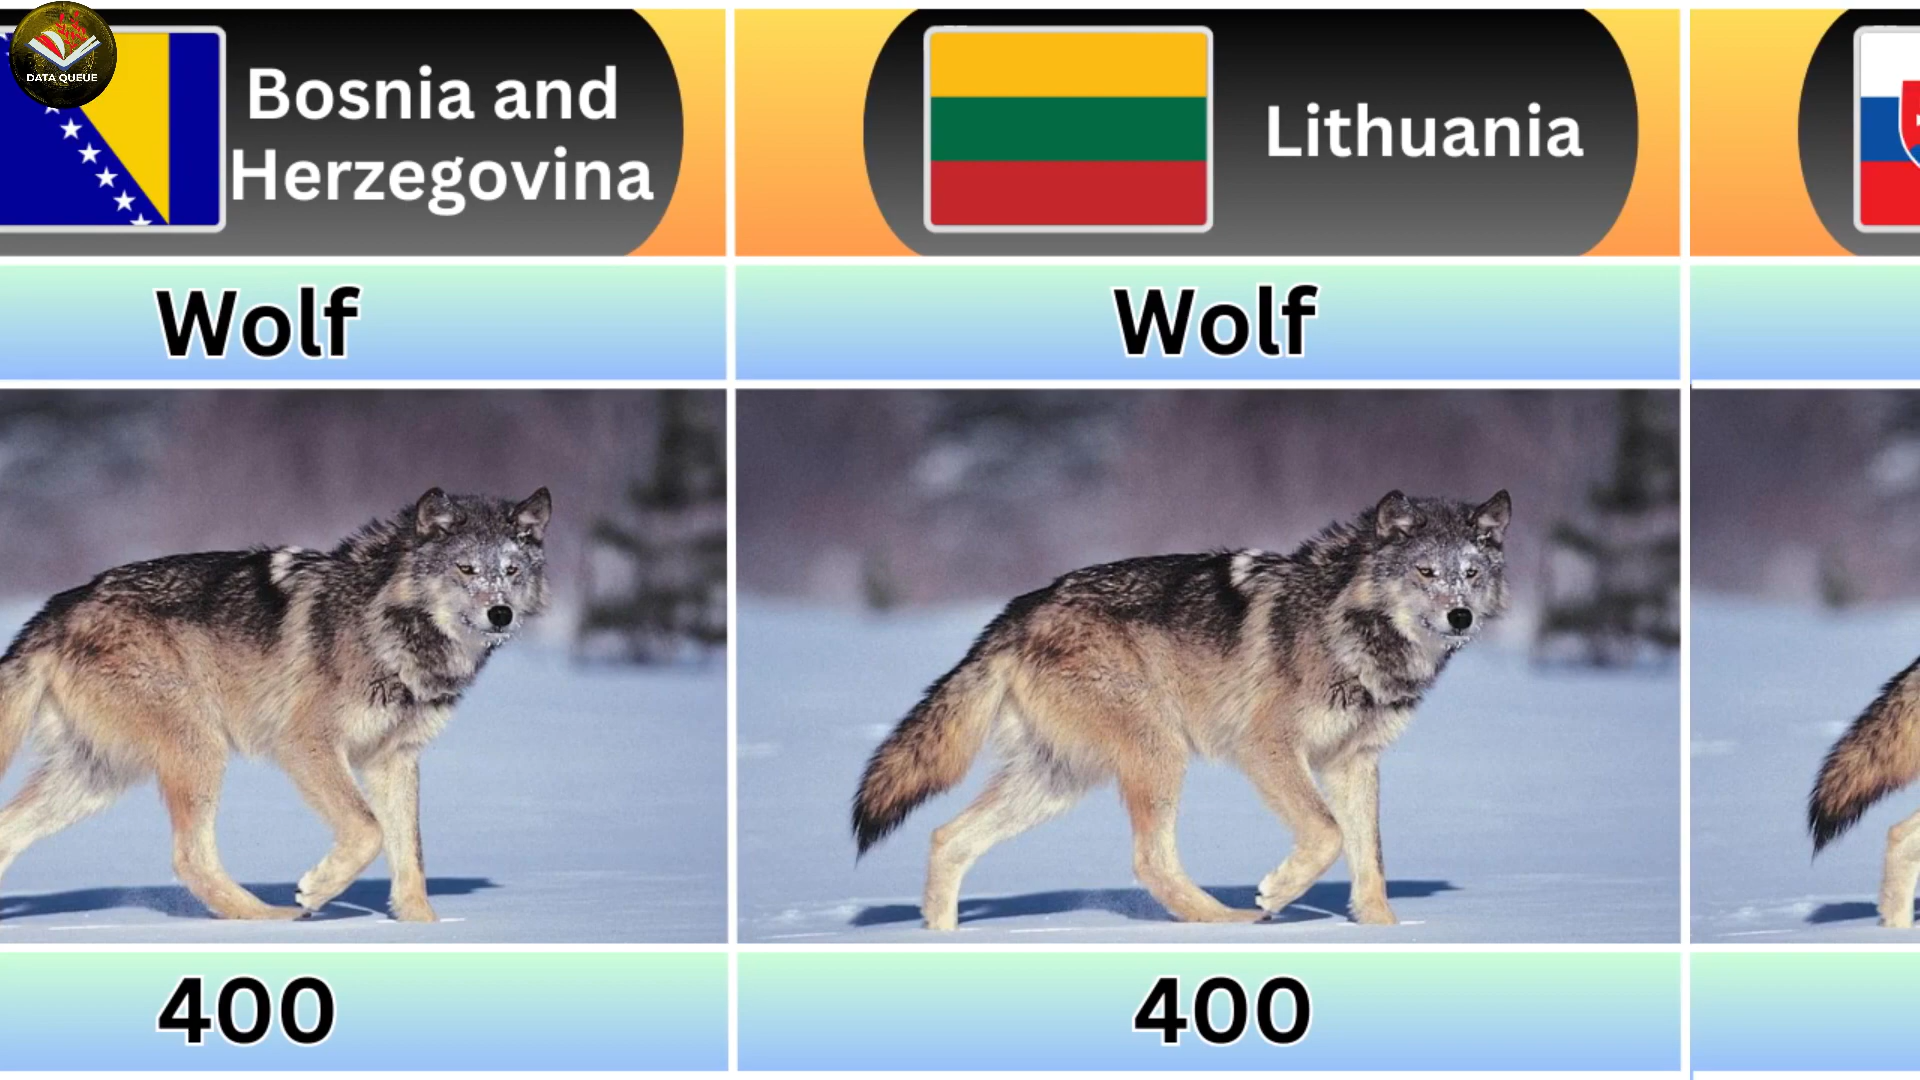 DATA QUEUE
Bosnia and
Herzegovina
Lithuania
Wolf
Wolf
400
400